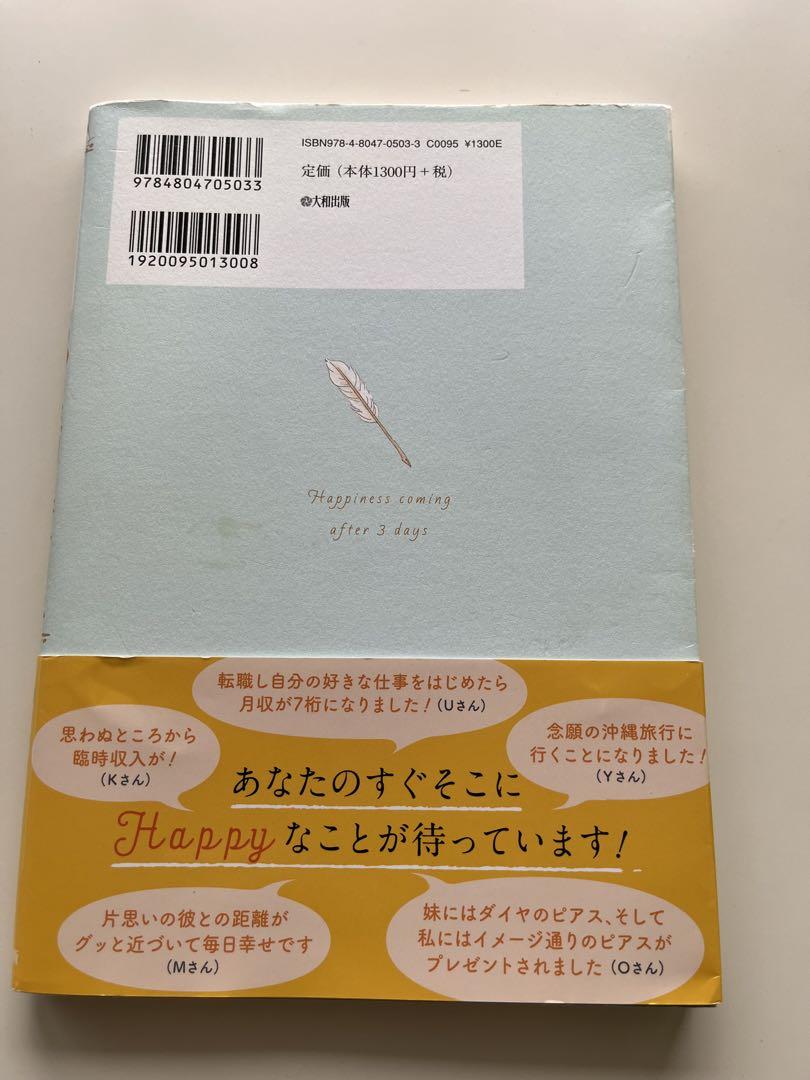 ISBN978-4-8047-0503-3 C0095 ¥1300E
定価（本体1300円＋税）
大和出版
9784804705033
1920095013008
Happiness coming
after 3 days
転職し自分の好きな仕事をはじめたら
月収が7桁になりました！（Uさん）
思わぬところから
臨時収入が！
（Kさん）
念願の沖縄旅行に
行くことになりました！
（Yさん）
あなたのすぐそこに
Happyなことが待っています！
片思いの彼との距離が
グッと近づいて毎日幸せです
（Mさん）
妹にはダイヤのピアス、そして
私にはイメージ通りのピアスが
プレゼントされました（Oさん）